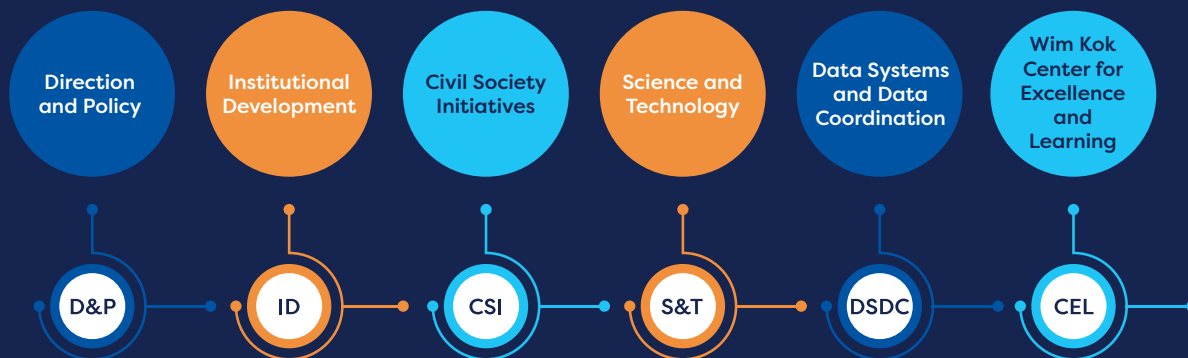 Direction
and Policy
Institutional
Development
Civil Society
Initiatives
Science and
Technology
Data Systems
and Data
Coordination
Wim Kok
Center for
Excellence
and
Learning
D&P
ID
CSI
S&T
DSDC
CEL